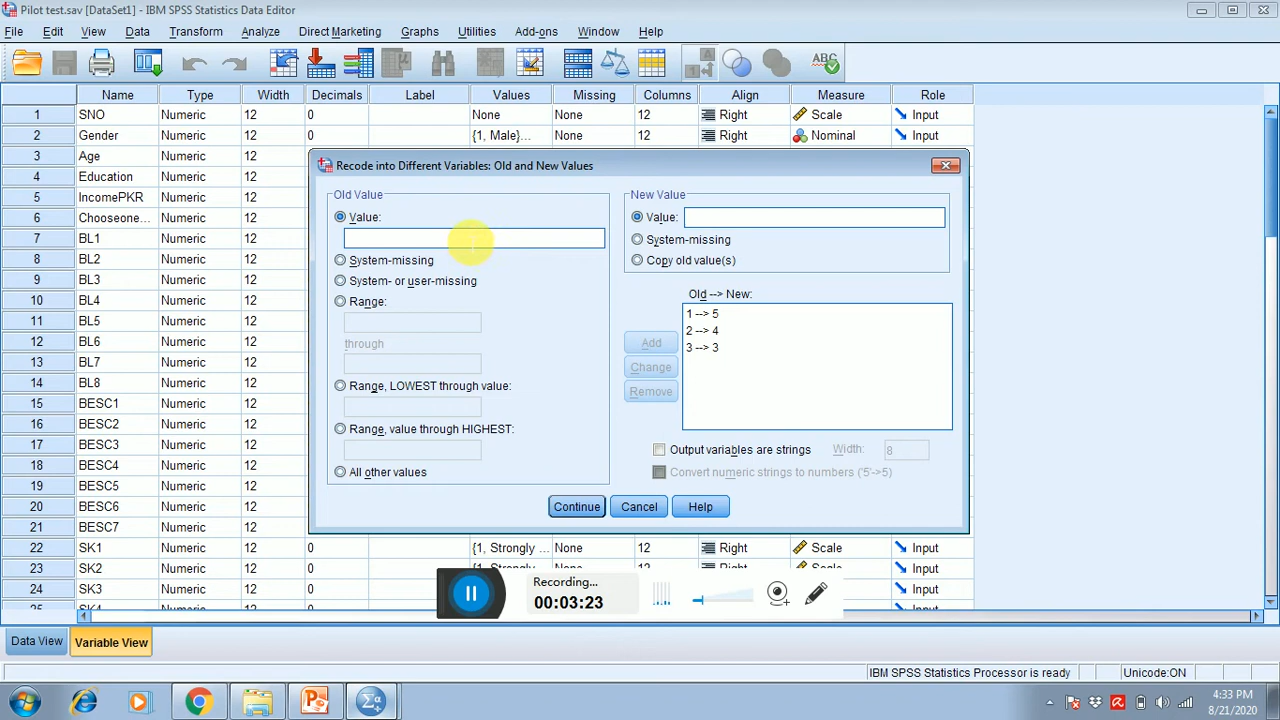 Pilot test.sav [DataSet1] - IBM SPSS Statistics Data Editor
File Edit View Data Transform Analyze Direct Marketing Graphs Utilities Add-ons Window Help
Name Type Width Decimals Label Values Missing Columns Align Measure Role
1 SNO Numeric 12 0 None None 12 Right Scale Input
2 Gender Numeric 12 0 {1, Male}... None 12 Right Nominal Input
3 Age Numeric 12
4 Education Numeric 12
5 IncomePKR Numeric 12
6 Chooseone... Numeric 12
7 BL1 Numeric 12
8 BL2 Numeric 12
9 BL3 Numeric 12
10 BL4 Numeric 12
11 BL5 Numeric 12
12 BL6 Numeric 12
13 BL7 Numeric 12
14 BL8 Numeric 12
15 BESC1 Numeric 12
16 BESC2 Numeric 12
17 BESC3 Numeric 12
18 BESC4 Numeric 12
19 BESC5 Numeric 12
20 BESC6 Numeric 12
21 BESC7 Numeric 12
22 SK1 Numeric 12 0 {1, Strongly ... None 12 Right Scale Input
23 SK2 Numeric 12 0 {1, Strongly ... None 12 Right Scale Input
24 SK3 Numeric 12 0 Input
25 SK4 Numeric 12 0 Input
Recode into Different Variables: Old and New Values
Old Value
Value:
System-missing
System- or user-missing
Range:
through
Range, LOWEST through value:
Range, value through HIGHEST:
All other values
New Value
Value:
System-missing
Copy old value(s)
Old --> New:
1 --> 5
2 --> 4
3 --> 3
Add
Change
Remove
Output variables are strings Width: 8
Convert numeric strings to numbers ('5'->5)
Continue Cancel Help
Recording...
00:03:23
Data View Variable View
IBM SPSS Statistics Processor is ready Unicode:ON
4:33 PM
8/21/2020